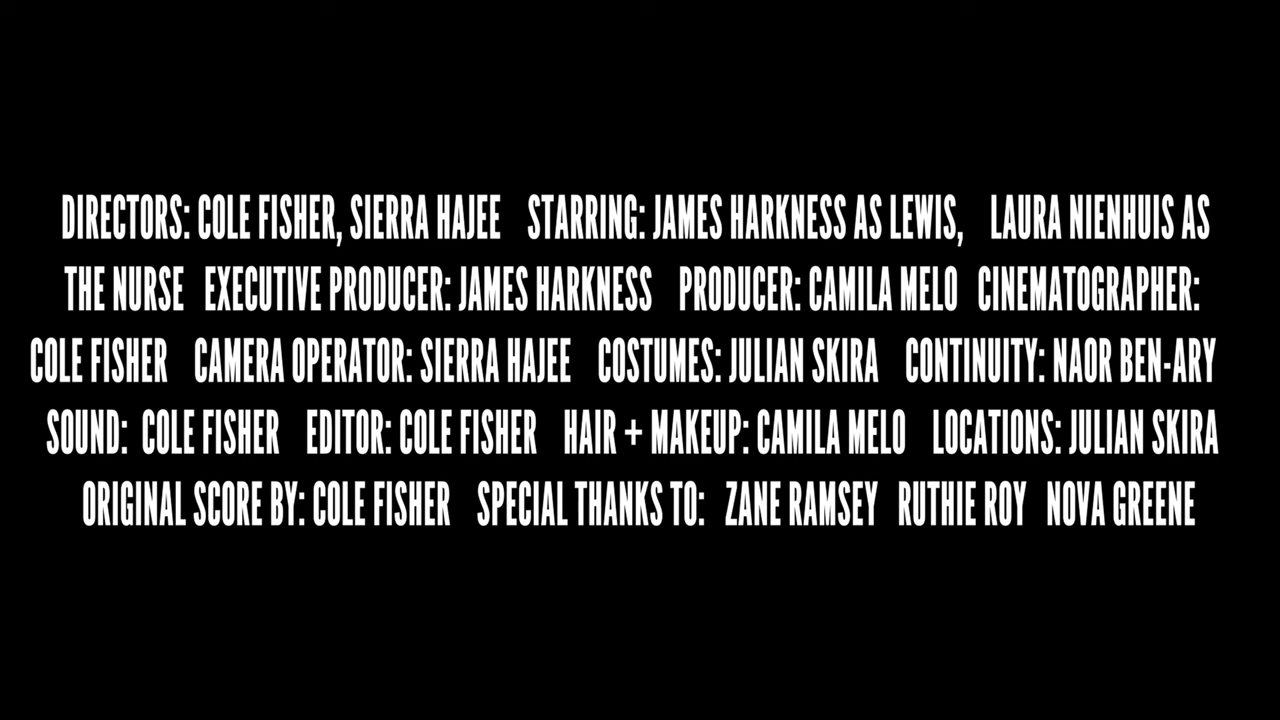 DIRECTORS: COLE FISHER, SIERRA HAJEE STARRING: JAMES HARKNESS AS LEWIS, LAURA NIENHUIS AS
THE NURSE EXECUTIVE PRODUCER: JAMES HARKNESS PRODUCER: CAMILA MELO CINEMATOGRAPHER:
COLE FISHER CAMERA OPERATOR: SIERRA HAJEE COSTUMES: JULIAN SKIRA CONTINUITY: NAOR BEN-ARY
SOUND: COLE FISHER EDITOR: COLE FISHER HAIR + MAKEUP: CAMILA MELO LOCATIONS: JULIAN SKIRA
ORIGINAL SCORE BY: COLE FISHER SPECIAL THANKS TO: ZANE RAMSEY RUTHIE ROY NOVA GREENE